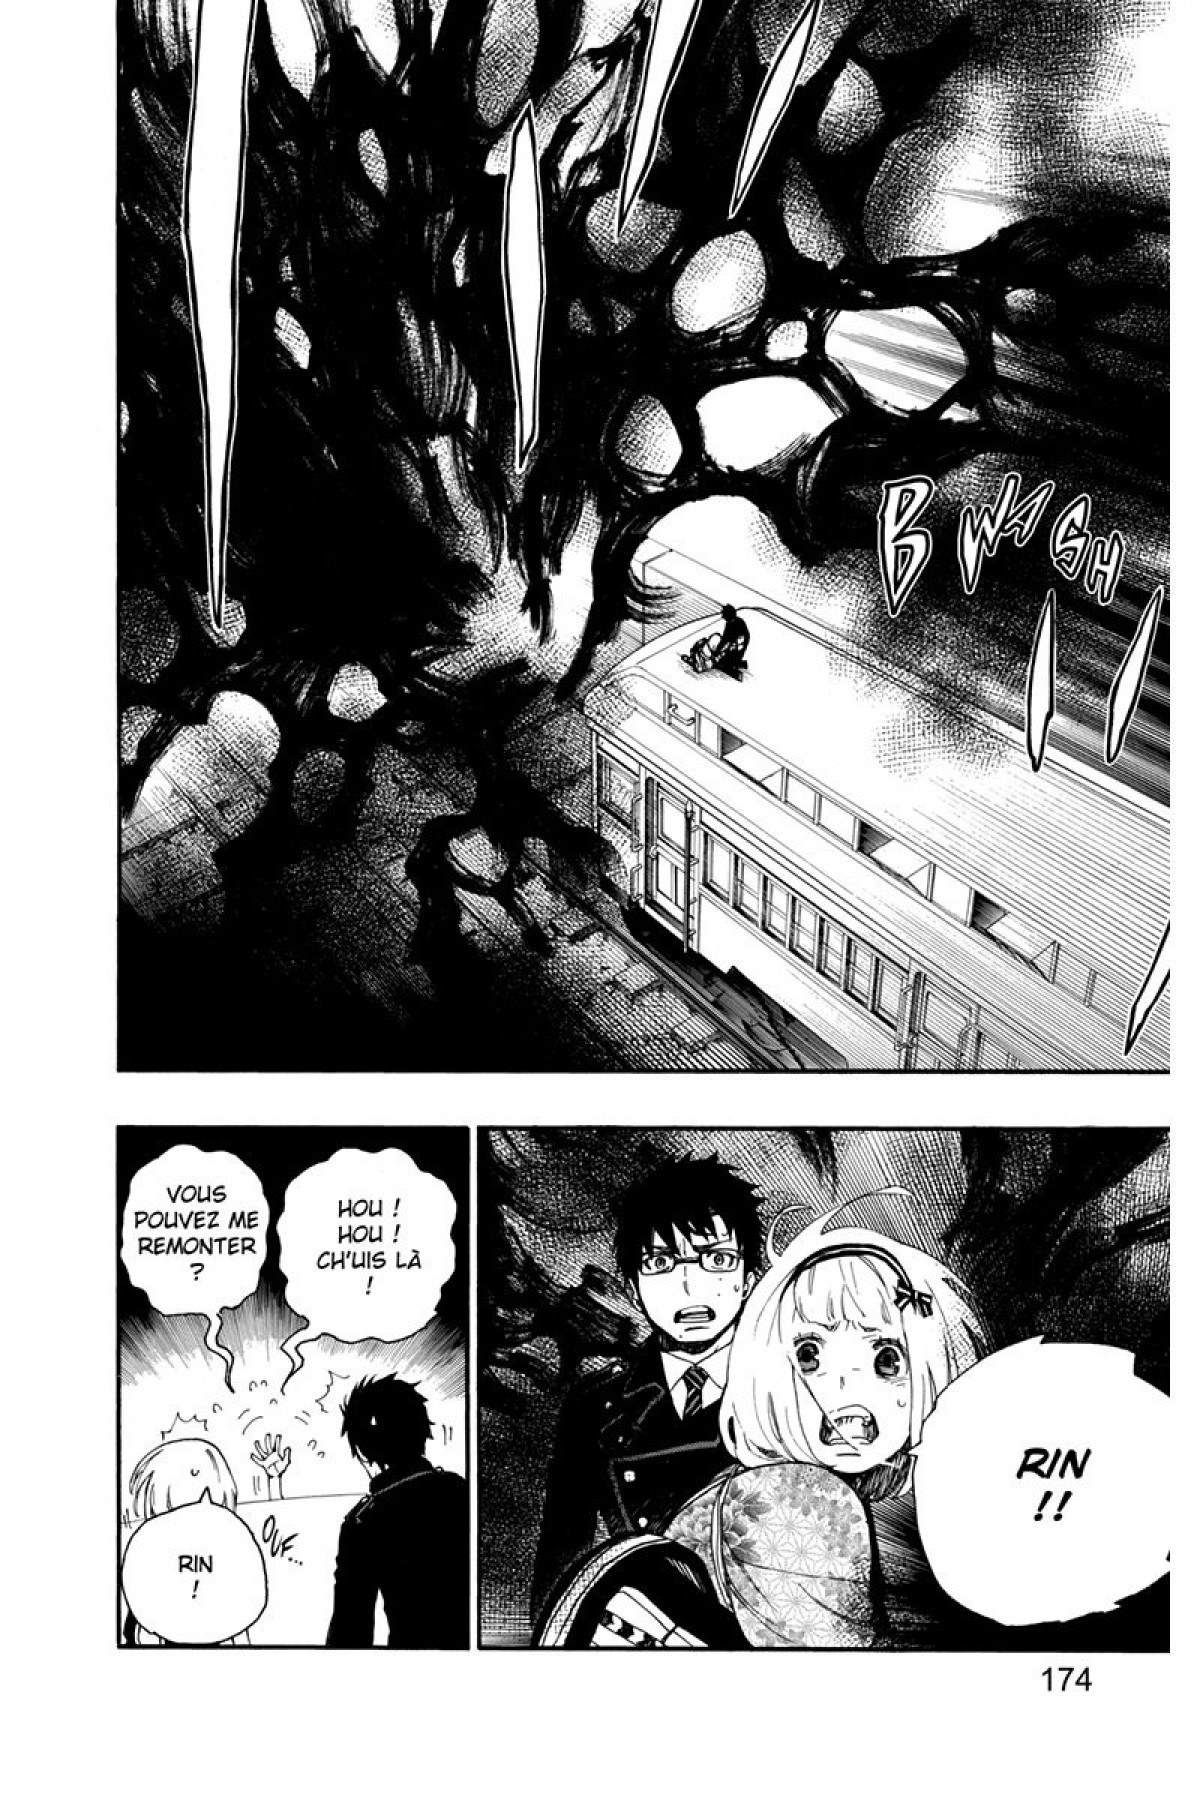 BWASH
RIN
!!
HOU !
HOU !
CH'UIS LÀ
!
VOUS
POUVEZ ME
REMONTER
?
OUF...
RIN
!
174